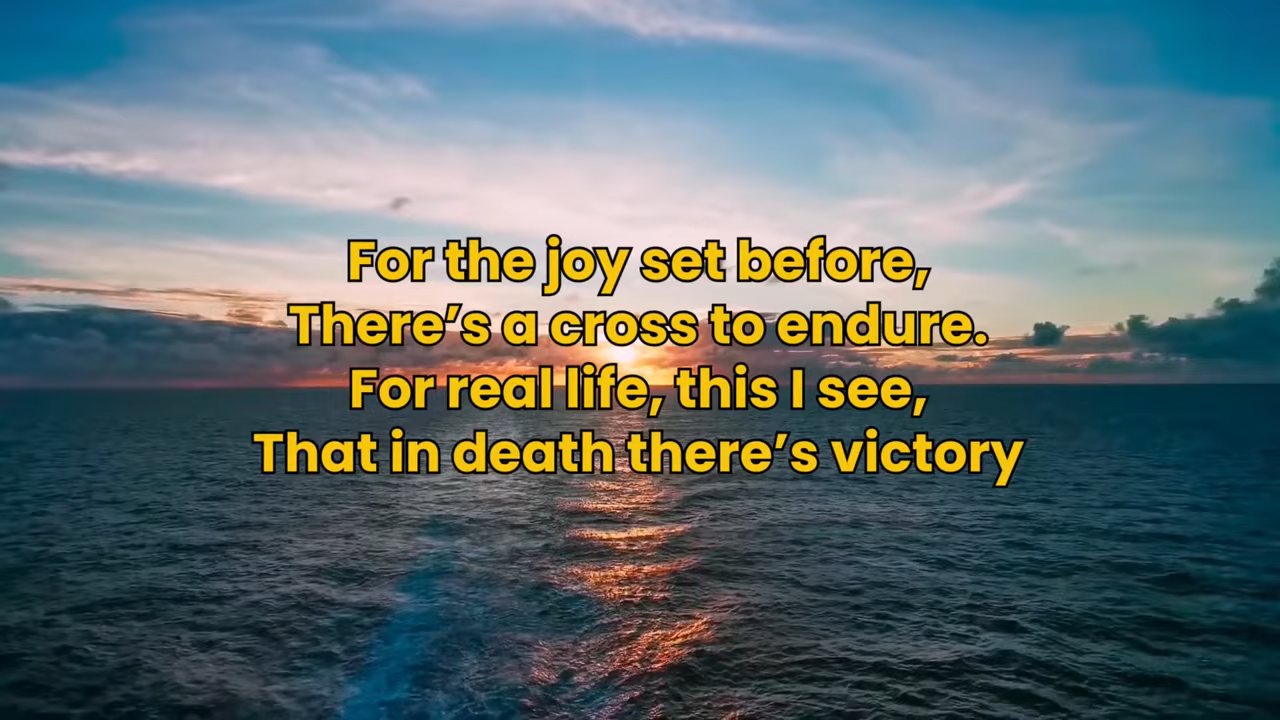 For the joy set before,
There’s a cross to endure.
For real life, this I see,
That in death there’s victory